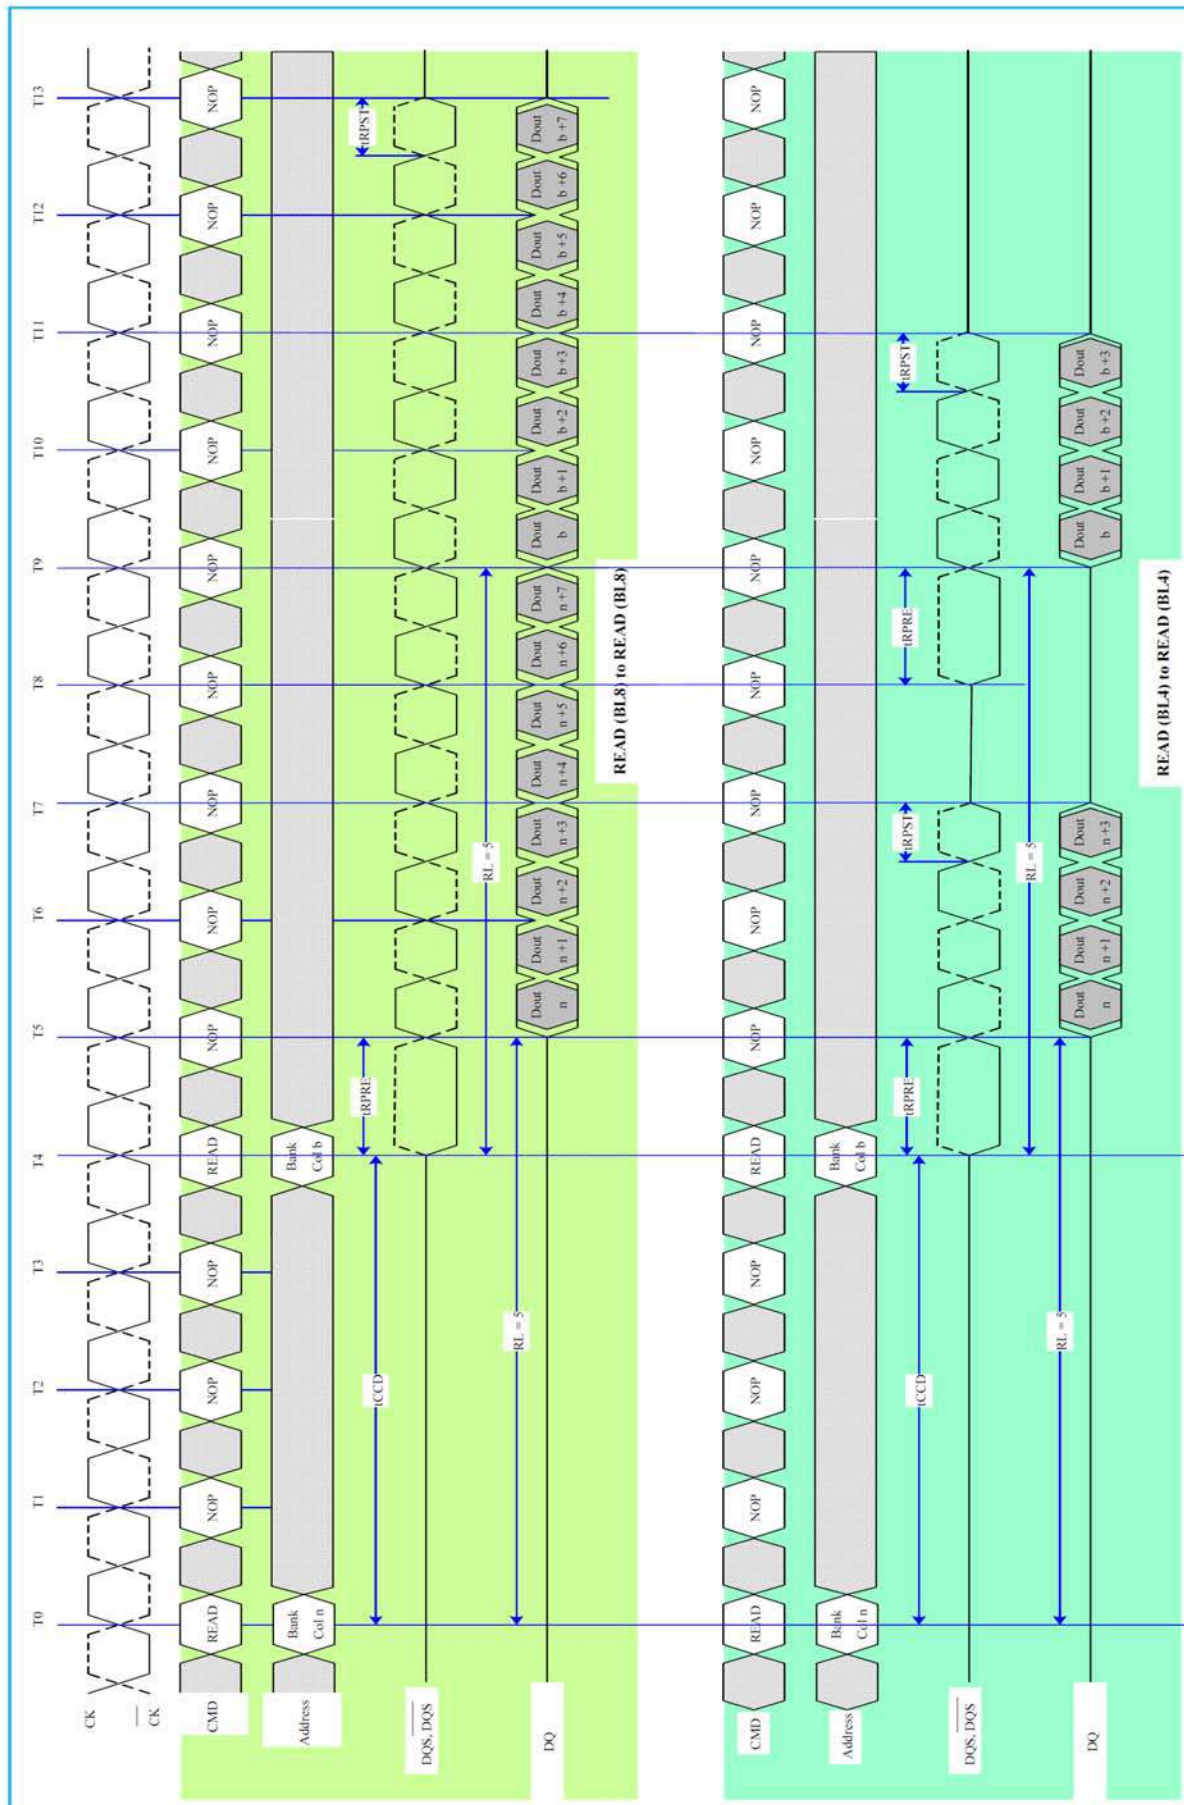 T0 T1 T2 T3 T4 T5 T6 T7 T8 T9 T10 T11 T12 T13
CK
CK
CMD READ NOP NOP NOP READ NOP NOP NOP NOP NOP NOP NOP NOP NOP
Address Bank Col n Bank Col b
tRPRE tRPST
tCCD
DQS, DQS
RL = 5
RL = 5
DQ Dout n Dout n +1 Dout n +2 Dout n +3 Dout n +4 Dout n +5 Dout n +6 Dout n +7 Dout b Dout b +1 Dout b +2 Dout b +3 Dout b +4 Dout b +5 Dout b +6 Dout b +7
READ (BL8) to READ (BL8)
CMD READ NOP NOP NOP READ NOP NOP NOP NOP NOP NOP NOP NOP NOP
Address Bank Col n Bank Col b
tRPRE tRPST tRPRE tRPST
tCCD
DQS, DQS
RL = 5
RL = 5
DQ Dout n Dout n +1 Dout n +2 Dout n +3 Dout b Dout b +1 Dout b +2 Dout b +3
READ (BL4) to READ (BL4)